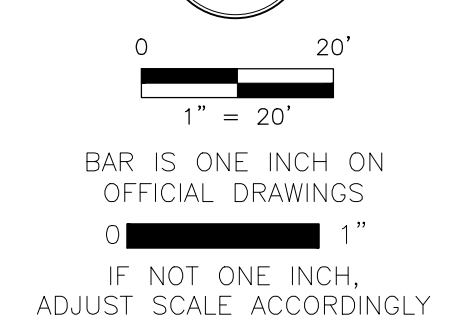 0 20’
1” = 20’
BAR IS ONE INCH ON
OFFICIAL DRAWINGS
0 1”
IF NOT ONE INCH,
ADJUST SCALE ACCORDINGLY